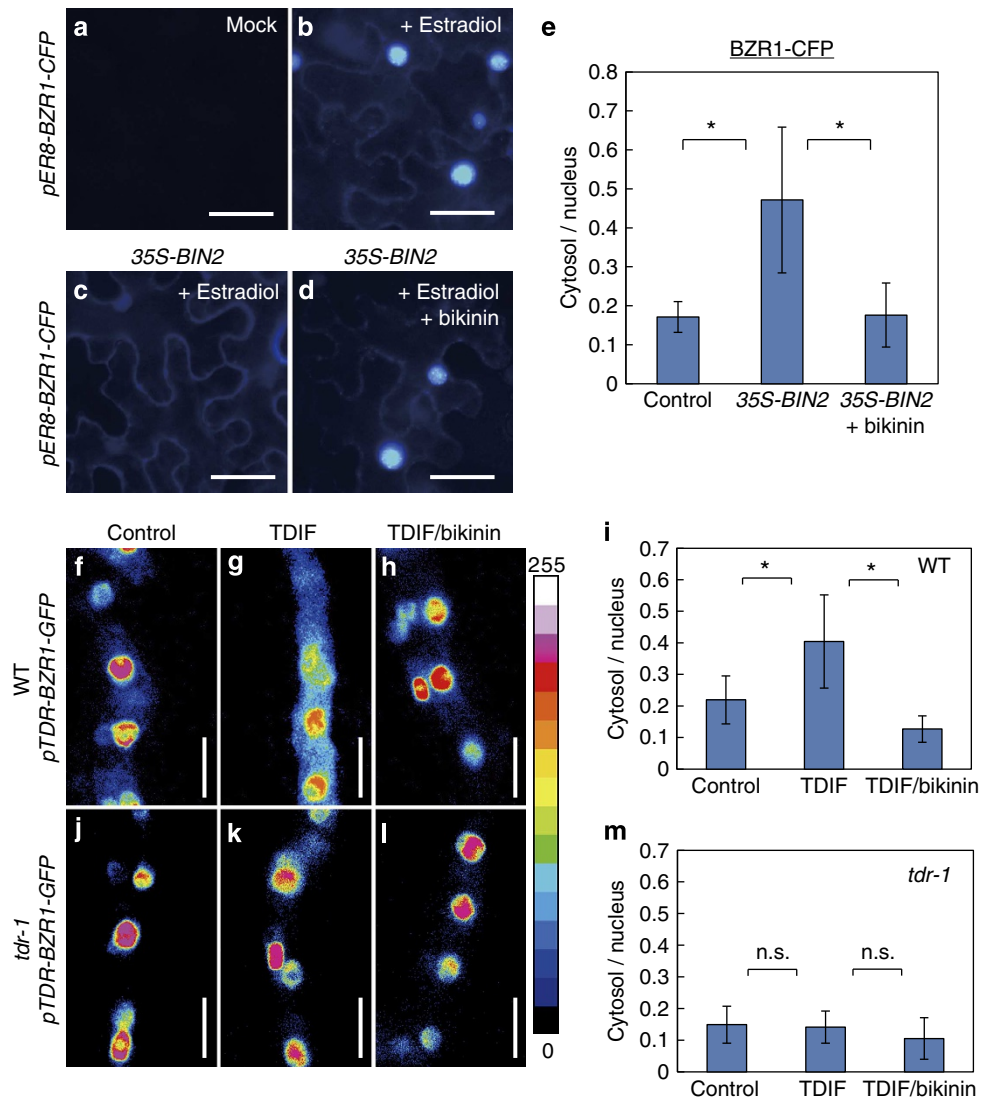 a
Mock
b
+ Estradiol
pER8-BZR1-CFP
35S-BIN2
35S-BIN2
c
+ Estradiol
d
+ Estradiol
+ bikinin
pER8-BZR1-CFP
e
BZR1-CFP
Cytosol / nucleus
0.8
0.7
0.6
0.5
0.4
0.3
0.2
0.1
0
*
*
Control
35S-BIN2
35S-BIN2
+ bikinin
Control
TDIF
TDIF/bikinin
f
g
h
WT
pTDR-BZR1-GFP
j
k
l
tdr-1
pTDR-BZR1-GFP
255
0
i
WT
Cytosol / nucleus
0.7
0.6
0.5
0.4
0.3
0.2
0.1
0
*
*
Control
TDIF
TDIF/bikinin
m
tdr-1
Cytosol / nucleus
0.7
0.6
0.5
0.4
0.3
0.2
0.1
0
n.s.
n.s.
Control
TDIF
TDIF/bikinin